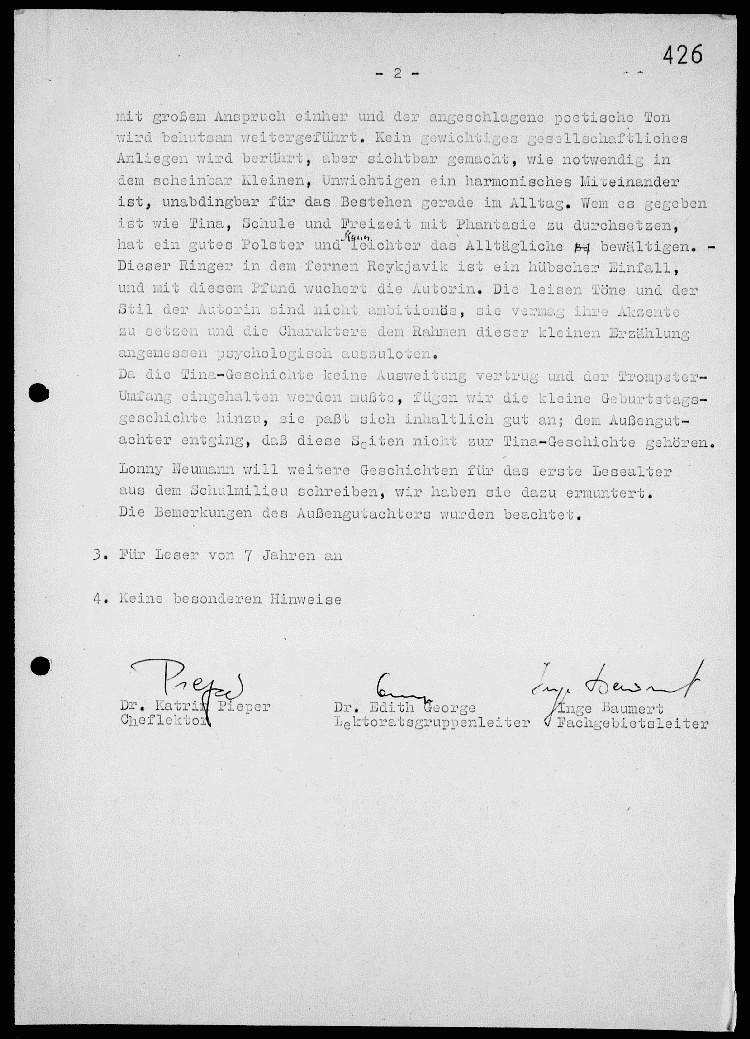 426
- 2 -
mit großem Anspruch einher und der angeschlagene poetische Ton
wird behutsam weitergeführt. Kein gewichtiges gesellschaftliches
Anliegen wird berührt, aber sichtbar gemacht, wie notwendig in
dem scheinbar Kleinen, Unwichtigen ein harmonisches Miteinander
ist, unabdingbar für das Bestehen gerade im Alltag. Wem es gegeben
ist wie Tina, Schule und Freizeit mit Phantasie zu durchsetzen,
hat ein gutes Polster und kann leichter das Alltägliche bewältigen. -
Dieser Ringer in dem fernen Reykjavik ist ein hübscher Einfall,
und mit diesem Pfund wuchert die Autorin. Die leisen Töne und der
Stil der Autorin sind nicht ambitionös, sie vermag ihre Akzente
zu setzen und die Charaktere dem Rahmen dieser kleinen Erzählung
angemessen psychologisch auszuloten.
Da die Tina-Geschichte keine Ausweitung vertrug und der Trompeter-
Umfang eingehalten werden mußte, fügen wir die kleine Geburtstags-
geschichte hinzu, sie paßt sich inhaltlich gut an; dem Außengut-
achter entging, daß diese Seiten nicht zur Tina-Geschichte gehören.
Lonny Neumann will weitere Geschichten für das erste Lesealter
aus dem Schulmilieu schreiben, wir haben sie dazu ermuntert.
Die Bemerkungen des Außengutachters wurden beachtet.
3. Für Leser von 7 Jahren an
4. Keine besonderen Hinweise
Pieper
Inge Baumert
Dr. Katrin Pieper Dr. Edith George Inge Baumert
Cheflektor Lektoratsgruppenleiter Fachgebietsleiter